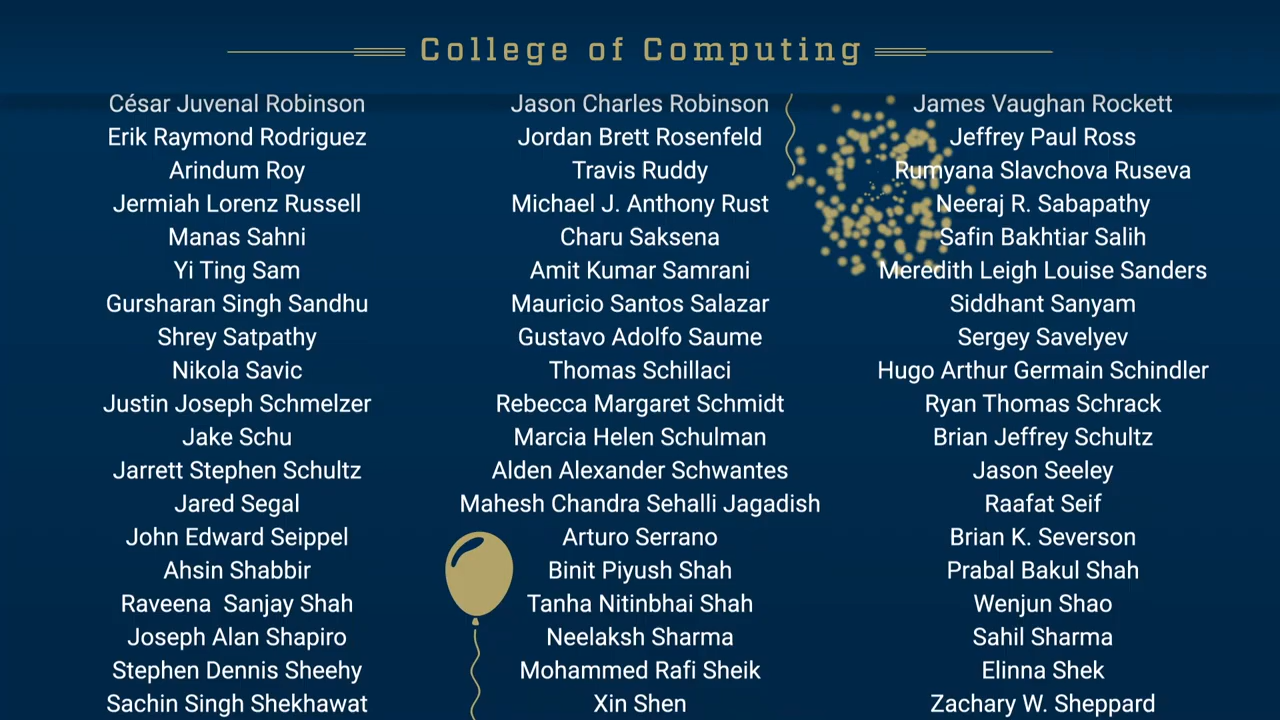 College of Computing
César Juvenal Robinson Jason Charles Robinson James Vaughan Rockett
Erik Raymond Rodriguez Jordan Brett Rosenfeld Jeffrey Paul Ross
Arindum Roy Travis Ruddy Rumyana Slavchova Ruseva
Jermiah Lorenz Russell Michael J. Anthony Rust Neeraj R. Sabapathy
Manas Sahni Charu Saksena Safin Bakhtiar Salih
Yi Ting Sam Amit Kumar Samrani Meredith Leigh Louise Sanders
Gursharan Singh Sandhu Mauricio Santos Salazar Siddhant Sanyam
Shrey Satpathy Gustavo Adolfo Saume Sergey Savelyev
Nikola Savic Thomas Schillaci Hugo Arthur Germain Schindler
Justin Joseph Schmelzer Rebecca Margaret Schmidt Ryan Thomas Schrack
Jake Schu Marcia Helen Schulman Brian Jeffrey Schultz
Jarrett Stephen Schultz Alden Alexander Schwantes Jason Seeley
Jared Segal Mahesh Chandra Sehalli Jagadish Raafat Seif
John Edward Seippel Arturo Serrano Brian K. Severson
Ahsin Shabbir Binit Piyush Shah Prabal Bakul Shah
Raveena  Sanjay Shah Tanha Nitinbhai Shah Wenjun Shao
Joseph Alan Shapiro Neelaksh Sharma Sahil Sharma
Stephen Dennis Sheehy Mohammed Rafi Sheik Elinna Shek
Sachin Singh Shekhawat Xin Shen Zachary W. Sheppard